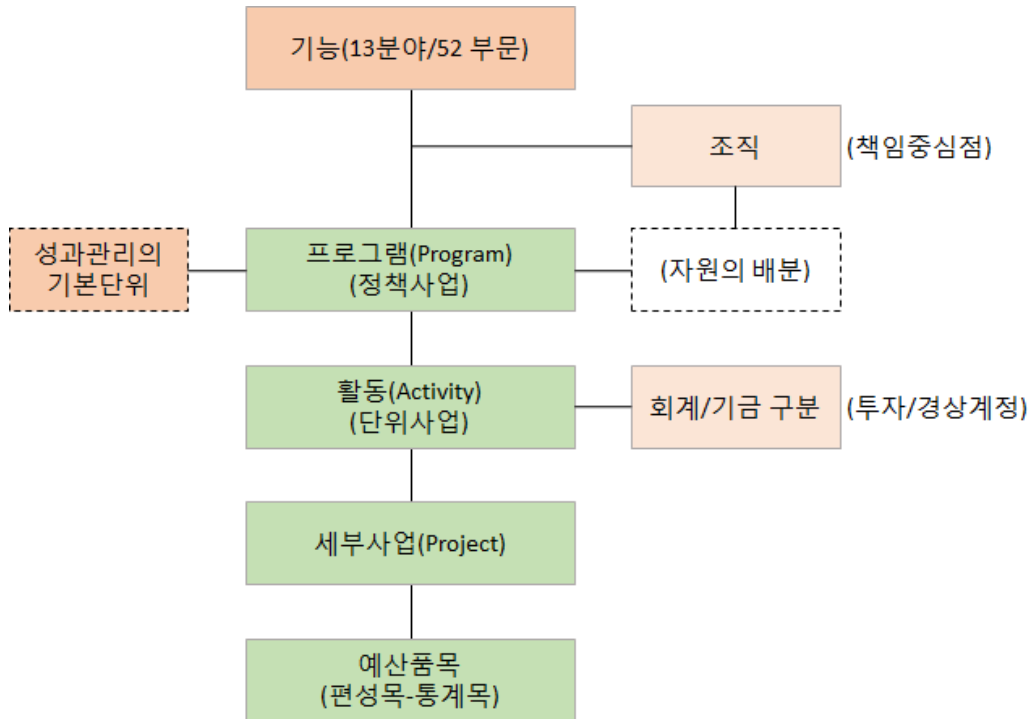 기능(13분야/52 부문)
조직
(책임중심점)
성과관리의
기본단위
프로그램(Program)
(정책사업)
(자원의 배분)
활동(Activity)
(단위사업)
회계/기금 구분
(투자/경상계정)
세부사업(Project)
예산품목
(편성목-통계목)